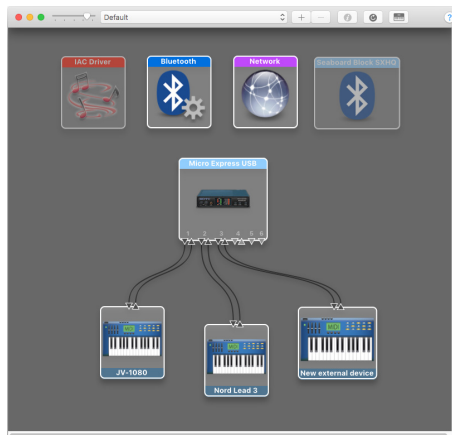 Default
IAC Driver
Bluetooth
Network
Seaboard Block 5XHQ
Micro Express USB
1 2 3 4 5 6
JV-1080
Nord Lead 3
New external device